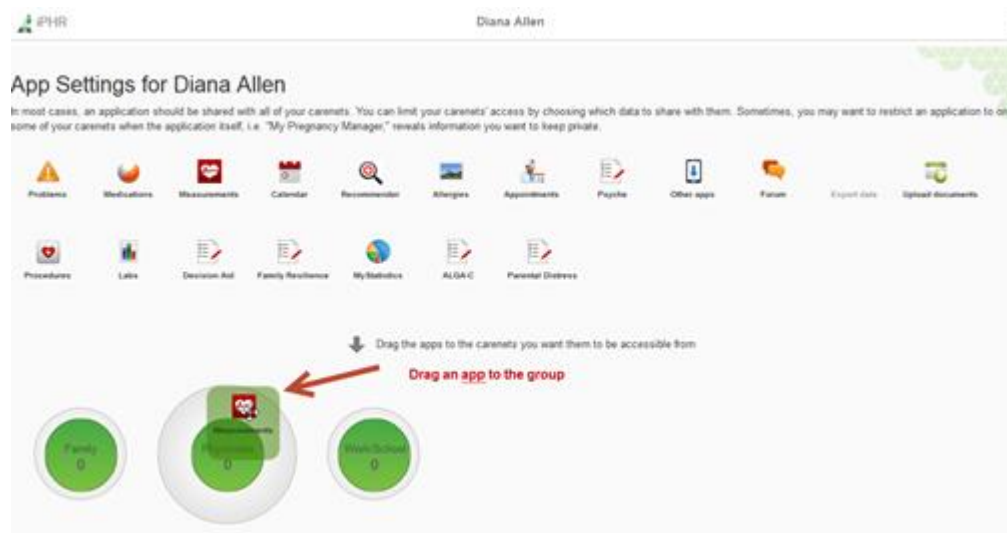 iPHR
Diana Allen
App Settings for Diana Allen
In most cases, an application should be shared with all of your carenets. You can limit your carenets' access by choosing which data to share with them. Sometimes, you may want to restrict an application to
some of your carenets when the application itself, i.e. "My Pregnancy Manager," reveals information you want to keep private.
Problems Medications Measurements Calendar Recommender Allergies Appointments Psyche Other apps Forum Export data Upload documents
Procedures Labs Decision Aid Family Resilience MyStatistics ALGA-C Parental Distress
Drag the apps to the carenets you want them to be accessible from
Drag an app to the group
Measurements
Family Work/School
0 0 0